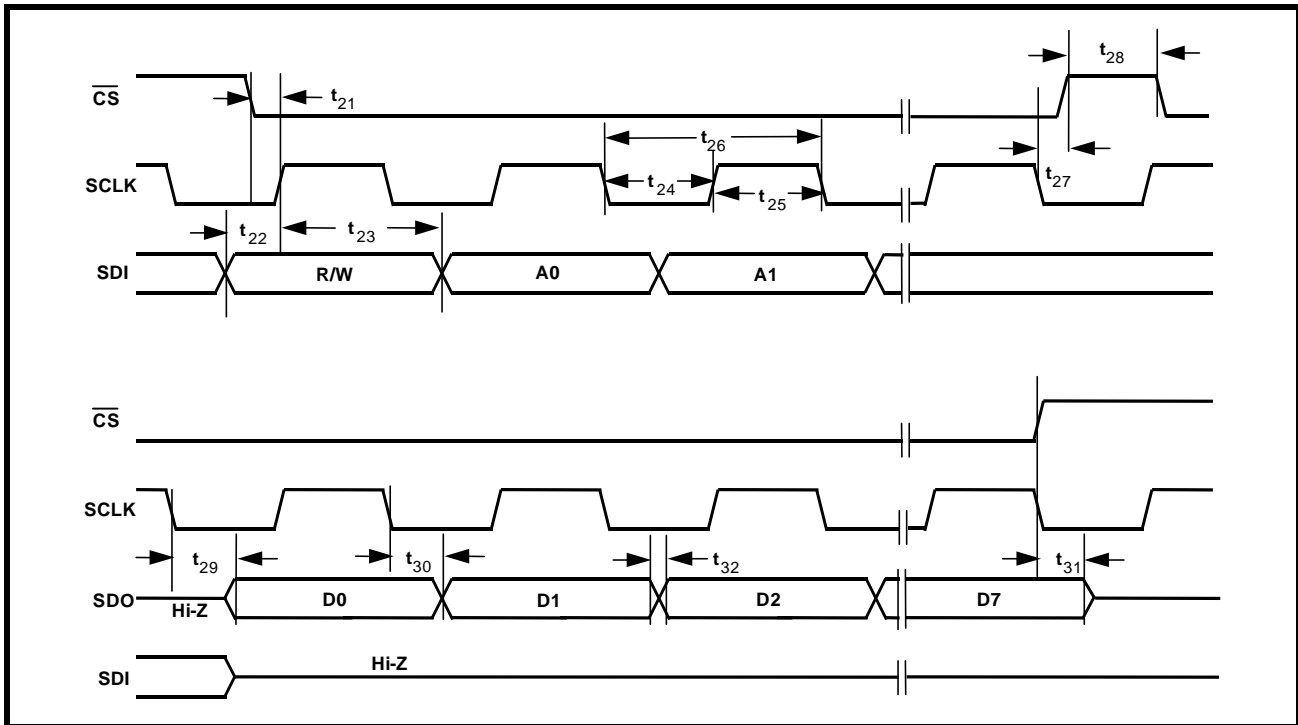 t28
CS
t21
t26
SCLK
t24
t25
t27
t22
t23
SDI
R/W
A0
A1
CS
SCLK
t29
t30
t32
t31
SDO
Hi-Z
D0
D1
D2
D7
SDI
Hi-Z